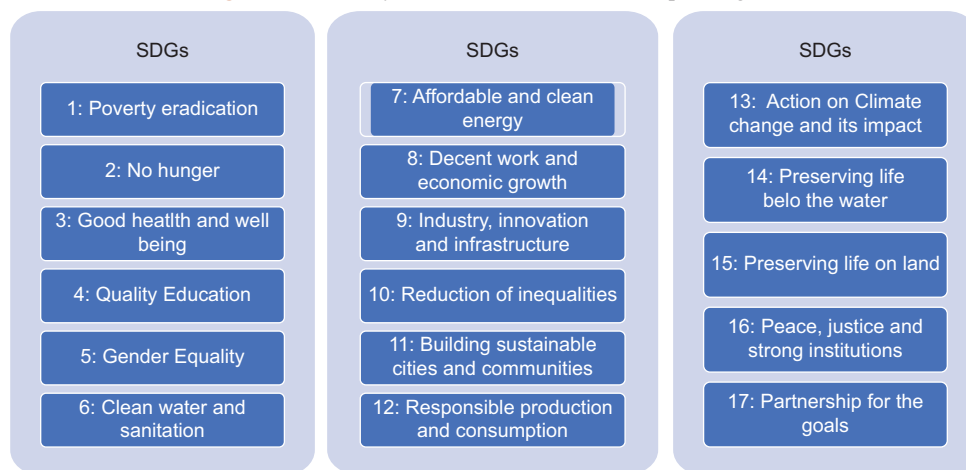 SDGs
1: Poverty eradication
2: No hunger
3: Good heatlth and well
being
4: Quality Education
5: Gender Equality
6: Clean water and
sanitation
SDGs
7: Affordable and clean
energy
8: Decent work and
economic growth
9: Industry, innovation
and infrastructure
10: Reduction of inequalities
11: Building sustainable
cities and communities
12: Responsible production
and consumption
SDGs
13: Action on Climate
change and its impact
14: Preserving life
belo the water
15: Preserving life on land
16: Peace, justice and
strong institutions
17: Partnership for the
goals